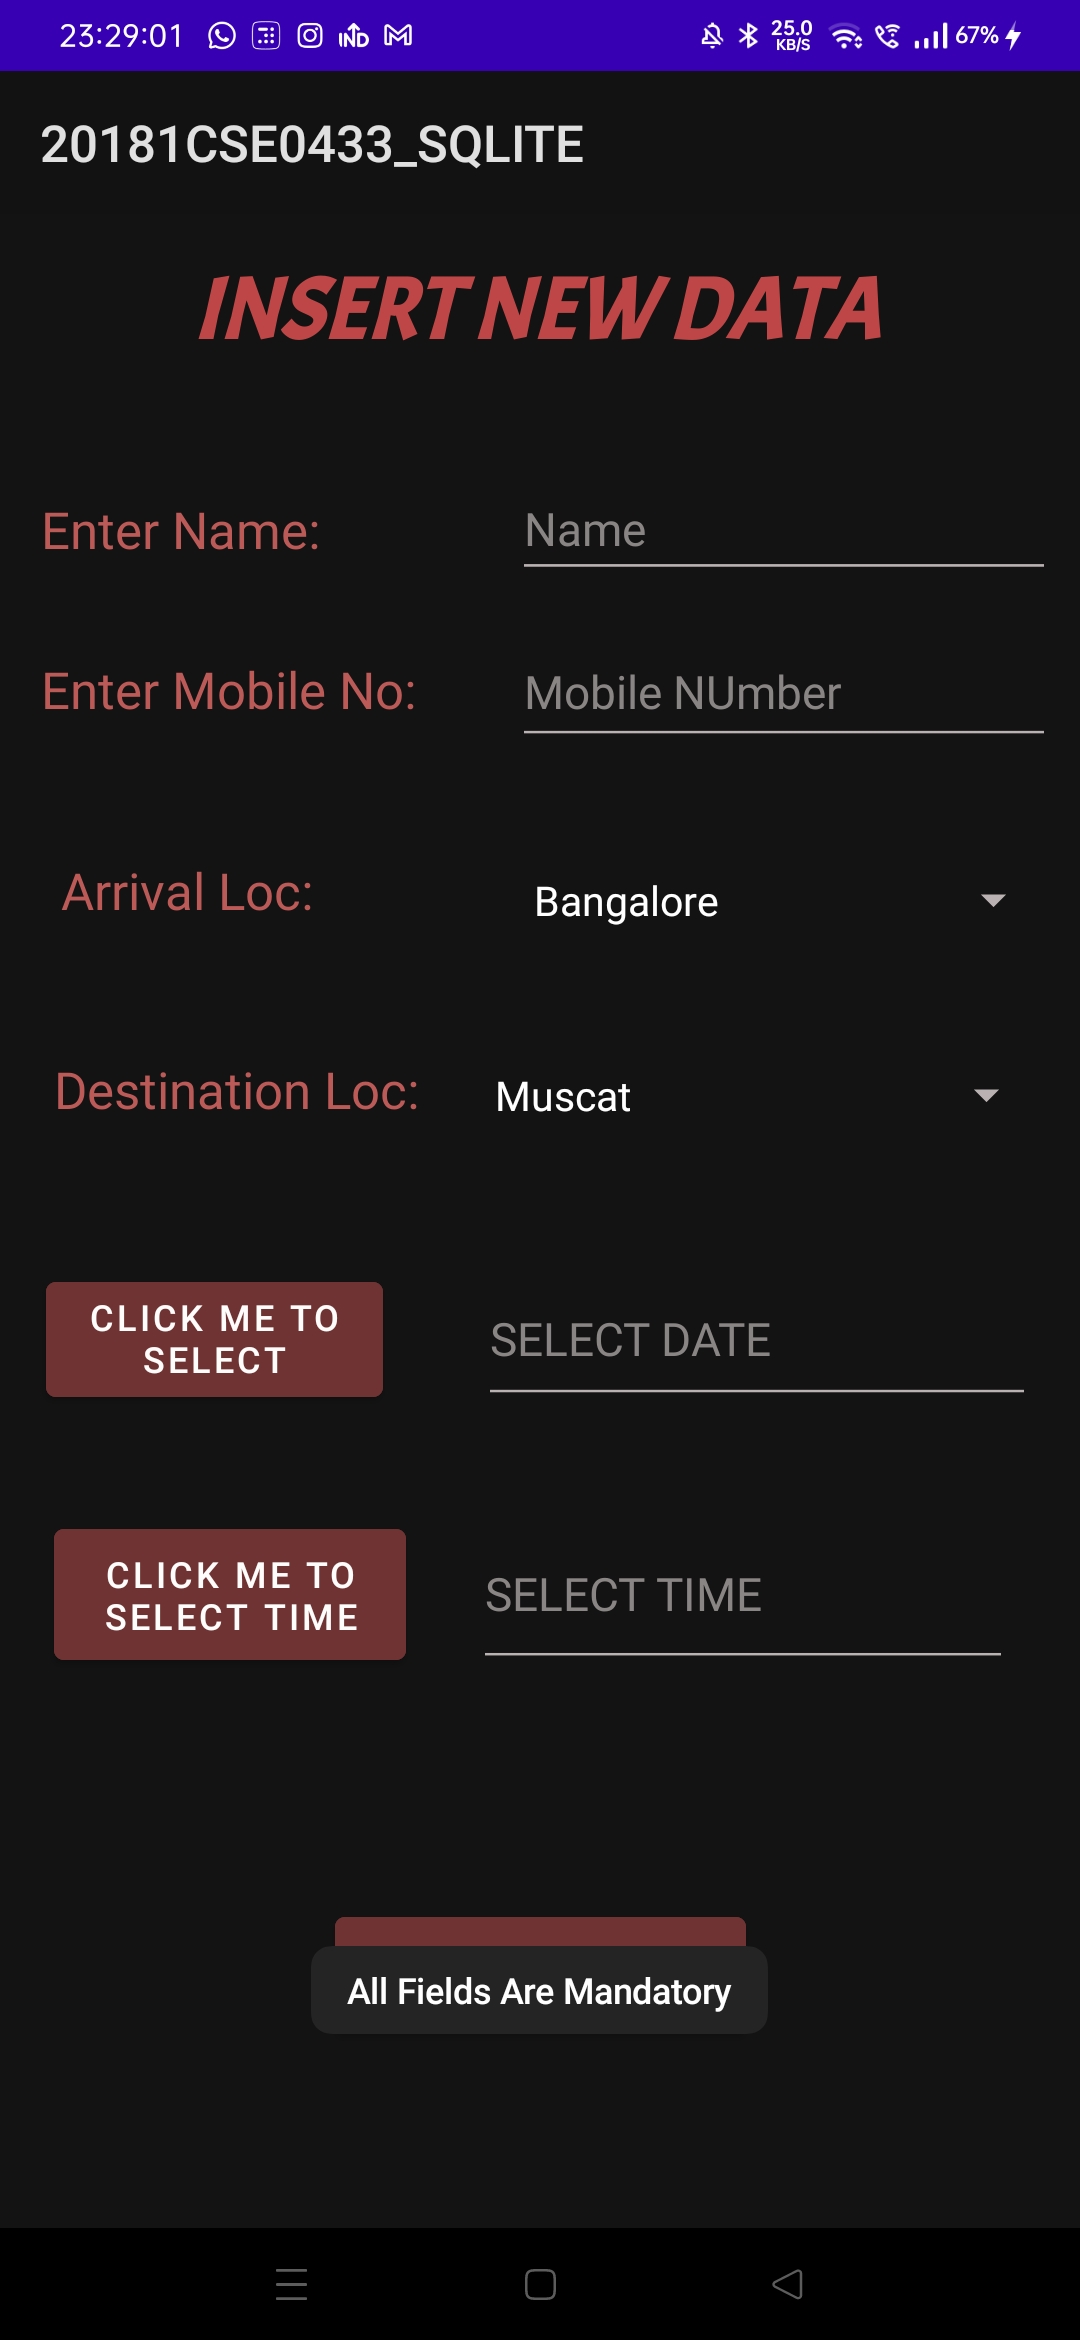 23:29:01 25.0 KB/S 67%
20181CSE0433_SQLITE
INSERT NEW DATA
Enter Name: Name
Enter Mobile No: Mobile NUmber
Arrival Loc: Bangalore
Destination Loc: Muscat
CLICK ME TO
SELECT
SELECT DATE
CLICK ME TO
SELECT TIME
SELECT TIME
All Fields Are Mandatory